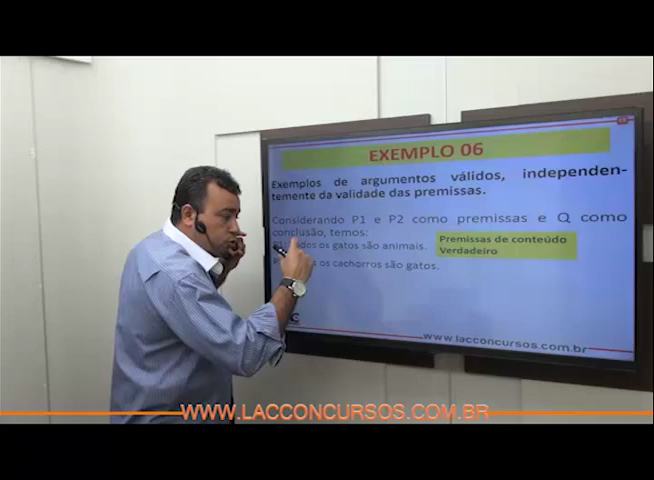 EXEMPLO 06
Exemplos de argumentos válidos, independen-
temente da validade das premissas.
Considerando P1 e P2 como premissas e Q como
conclusão, temos:
os gatos são animais.
Premissas de conteúdo
Verdadeiro
os cachorros são gatos.
www.lacconcursos.com.br
WWW.LACCONCURSOS.COM.BR